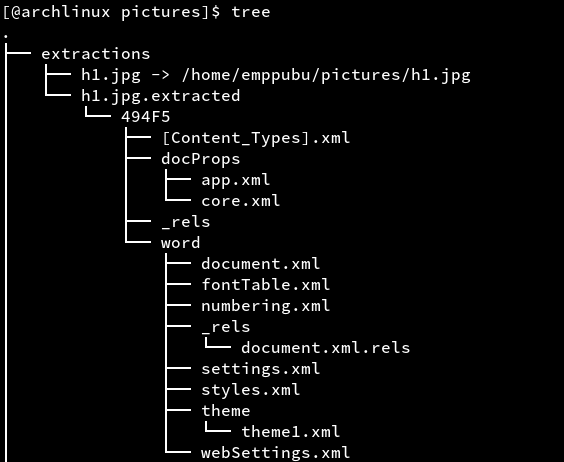 [@archlinux pictures]$ tree
.
├── extractions
│   ├── h1.jpg -> /home/emppubu/pictures/h1.jpg
│   └── h1.jpg.extracted
│       └── 494F5
│           ├── [Content_Types].xml
│           ├── docProps
│           │   ├── app.xml
│           │   └── core.xml
│           ├── _rels
│           └── word
│               ├── document.xml
│               ├── fontTable.xml
│               ├── numbering.xml
│               ├── _rels
│               │   └── document.xml.rels
│               ├── settings.xml
│               ├── styles.xml
│               ├── theme
│               │   └── theme1.xml
│               └── webSettings.xml